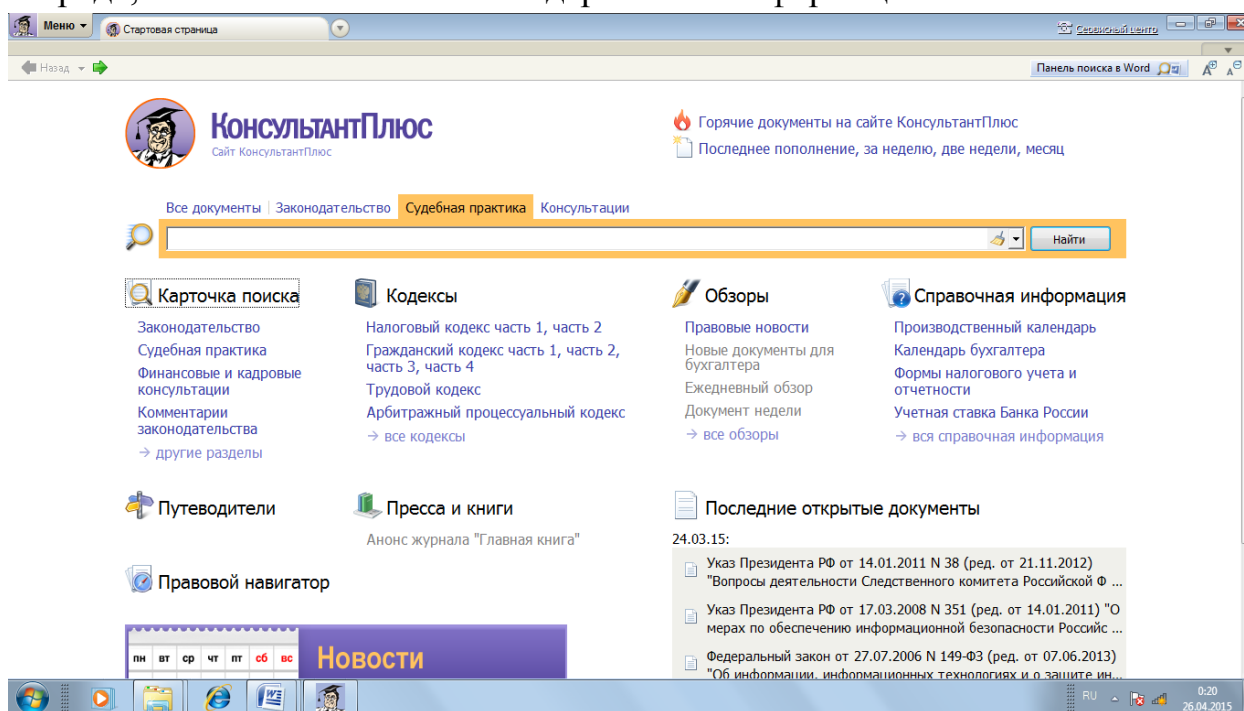 Меню
Стартовая страница
Сервисный центр
Назад
Панель поиска в Word
КонсультантПлюс
Сайт КонсультантПлюс
Горячие документы на сайте КонсультантПлюс
Последнее пополнение, за неделю, две недели, месяц
Все документы Законодательство Судебная практика Консультации
Найти
Карточка поиска
Законодательство
Судебная практика
Финансовые и кадровые
консультации
Комментарии
законодательства
→ другие разделы
Кодексы
Налоговый кодекс часть 1, часть 2
Гражданский кодекс часть 1, часть 2,
часть 3, часть 4
Трудовой кодекс
Арбитражный процессуальный кодекс
→ все кодексы
Обзоры
Правовые новости
Новые документы для
бухгалтера
Ежедневный обзор
Документ недели
→ все обзоры
Справочная информация
Производственный календарь
Календарь бухгалтера
Формы налогового учета и
отчетности
Учетная ставка Банка России
→ вся справочная информация
Путеводители
Пресса и книги
Анонс журнала "Главная книга"
Правовой навигатор
Последние открытые документы
24.03.15:
Указ Президента РФ от 14.01.2011 N 38 (ред. от 21.11.2012)
"Вопросы деятельности Следственного комитета Российской Ф ...
Указ Президента РФ от 17.03.2008 N 351 (ред. от 14.01.2011) "О
мерах по обеспечению информационной безопасности Российс ...
Федеральный закон от 27.07.2006 N 149-ФЗ (ред. от 07.06.2013)
"Об информации, информационных технологиях и о защите ин...
пн вт ср чт пт сб вс
Новости
RU
0:20
26.04.2015